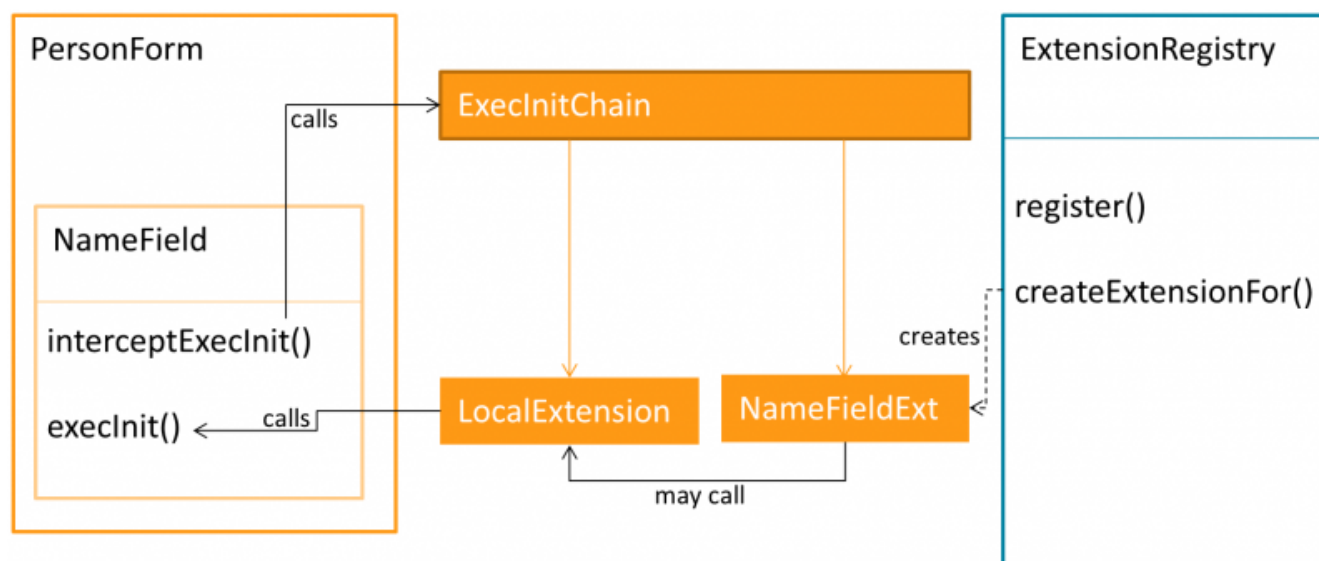 PersonForm
ExtensionRegistry
ExecInitChain
calls
register()
NameField
createExtensionFor()
interceptExecInit()
creates
LocalExtension
NameFieldExt
execInit()
calls
may call